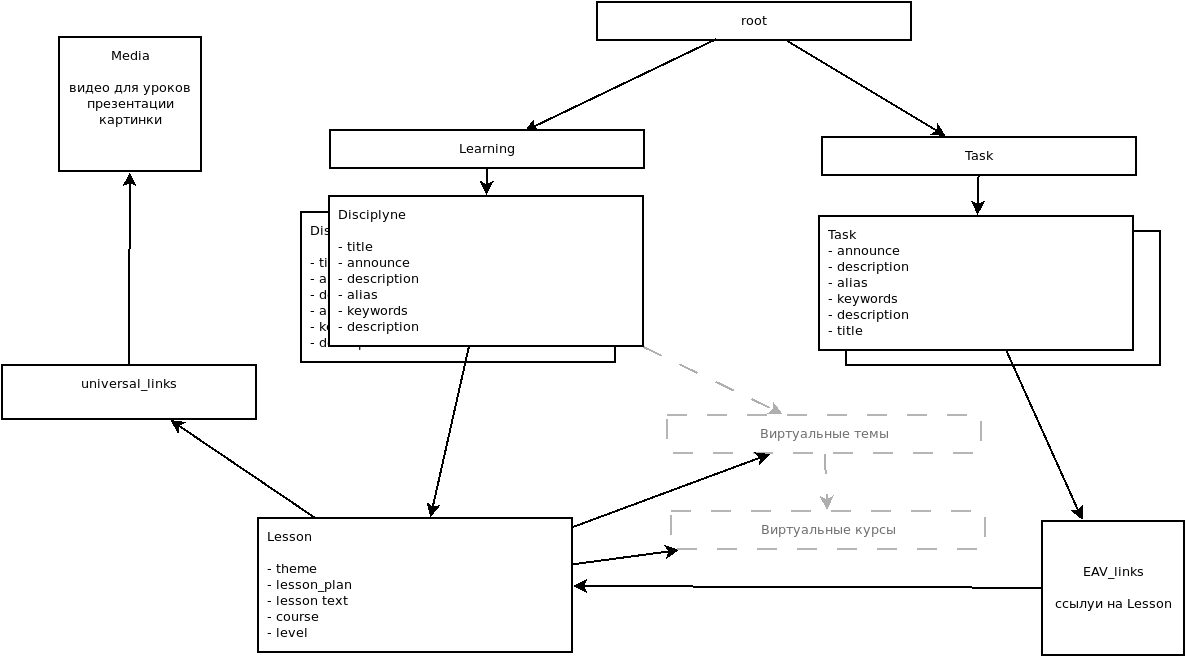 root
Media
видео для уроков
презентации
картинки
Learning
Task
Disciplyne
- title
- announce
- description
- alias
- keywords
- description
Task
- announce
- description
- alias
- keywords
- description
- title
universal_links
Виртуальные темы
Виртуальные курсы
Lesson
- theme
- lesson_plan
- lesson text
- course
- level
EAV_links
ссылуи на Lesson